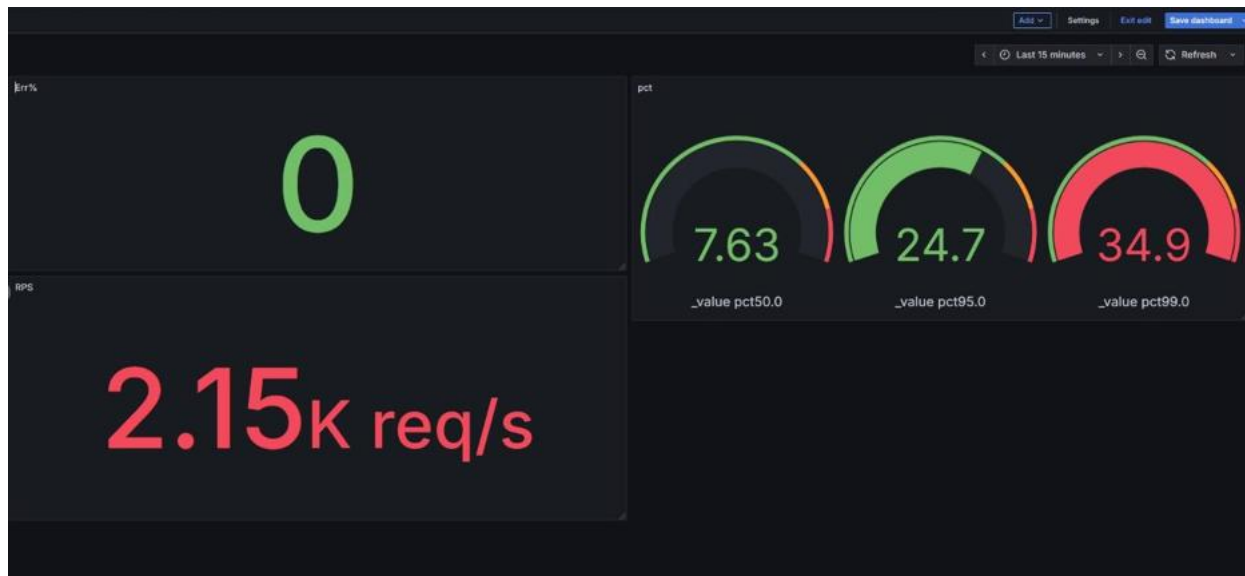 Add
Settings
Exit edit
Save dashboard
Last 15 minutes
Refresh
Err%
0
RPS
2.15K req/s
pct
7.63
24.7
34.9
_value pct50.0
_value pct95.0
_value pct99.0